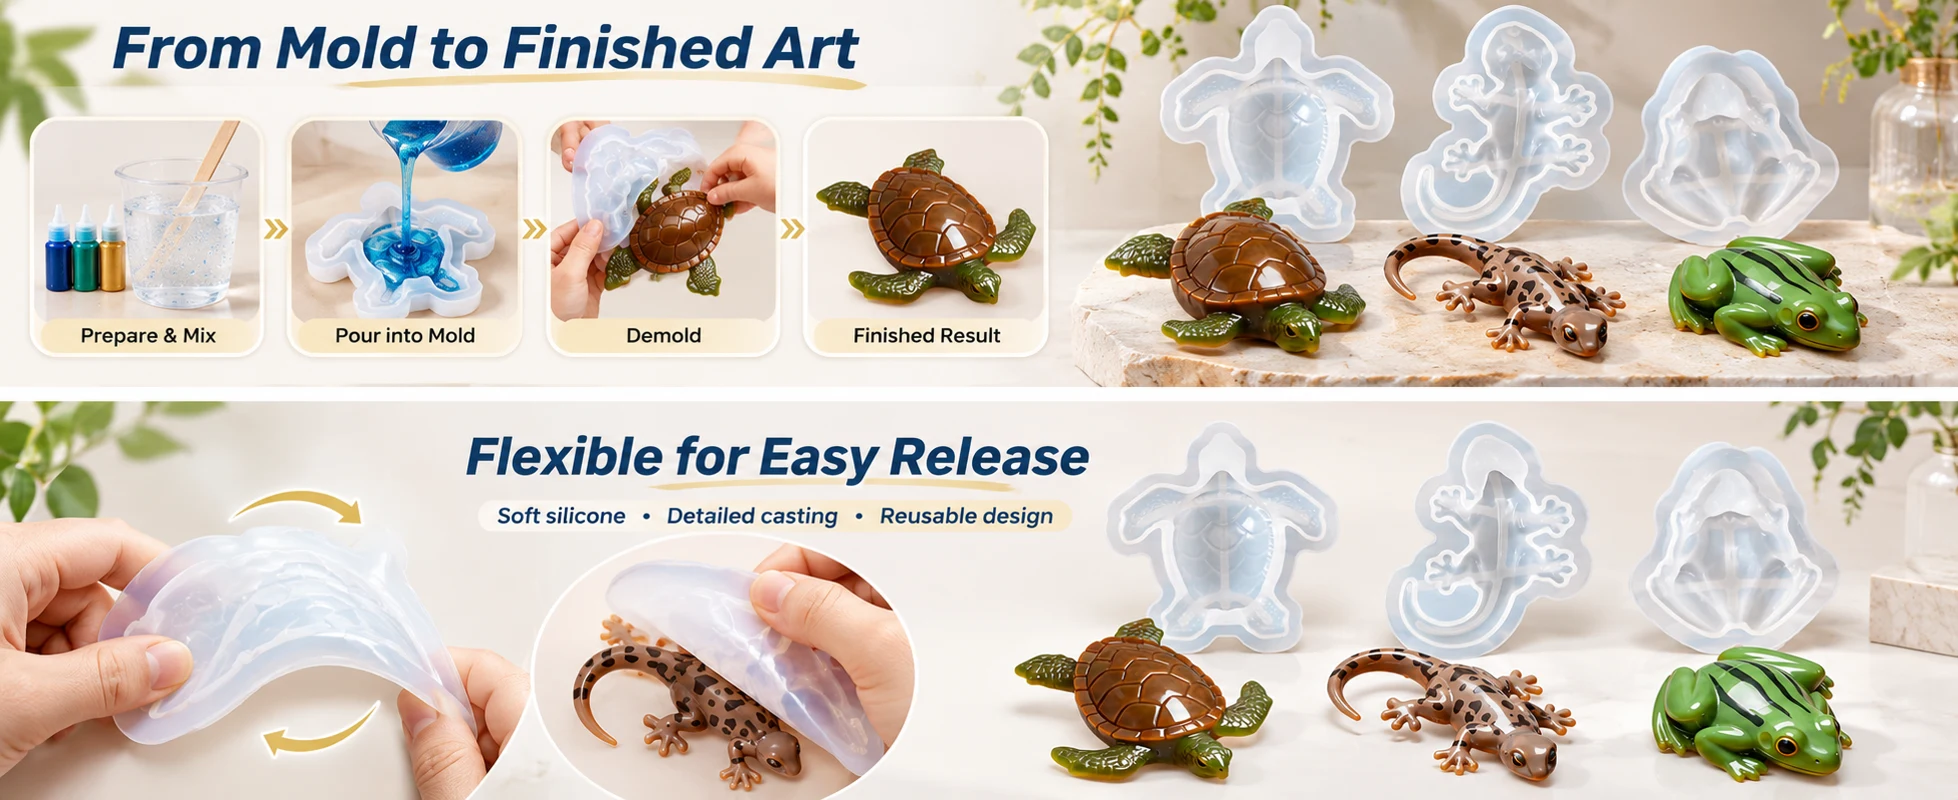 From Mold to Finished Art
Prepare & Mix
Pour into Mold
Demold
Finished Result
Flexible for Easy Release
Soft silicone • Detailed casting • Reusable design